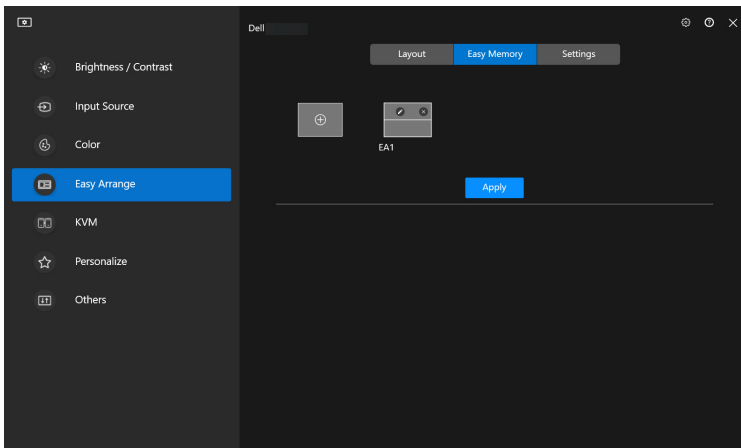 Dell
Brightness / Contrast
Input Source
Color
Easy Arrange
KVM
Personalize
Others
Layout
Easy Memory
Settings
EA1
Apply